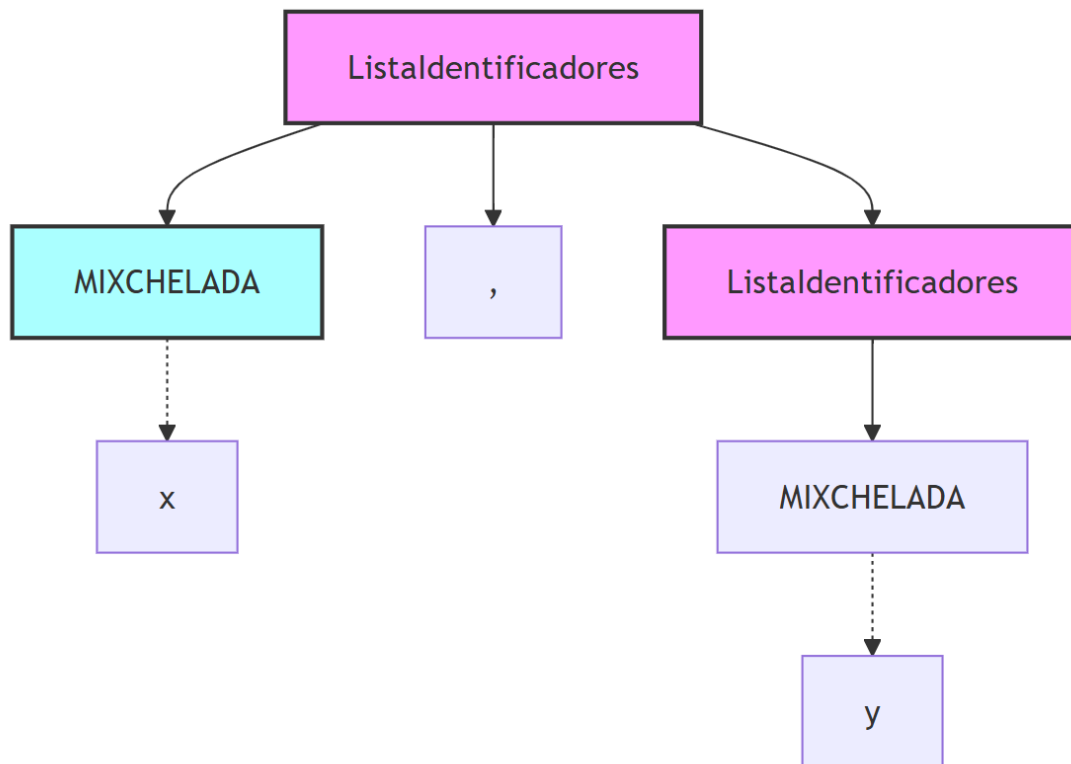 ListaIdentificadores
MIXCHELADA
,
ListaIdentificadores
x
MIXCHELADA
y